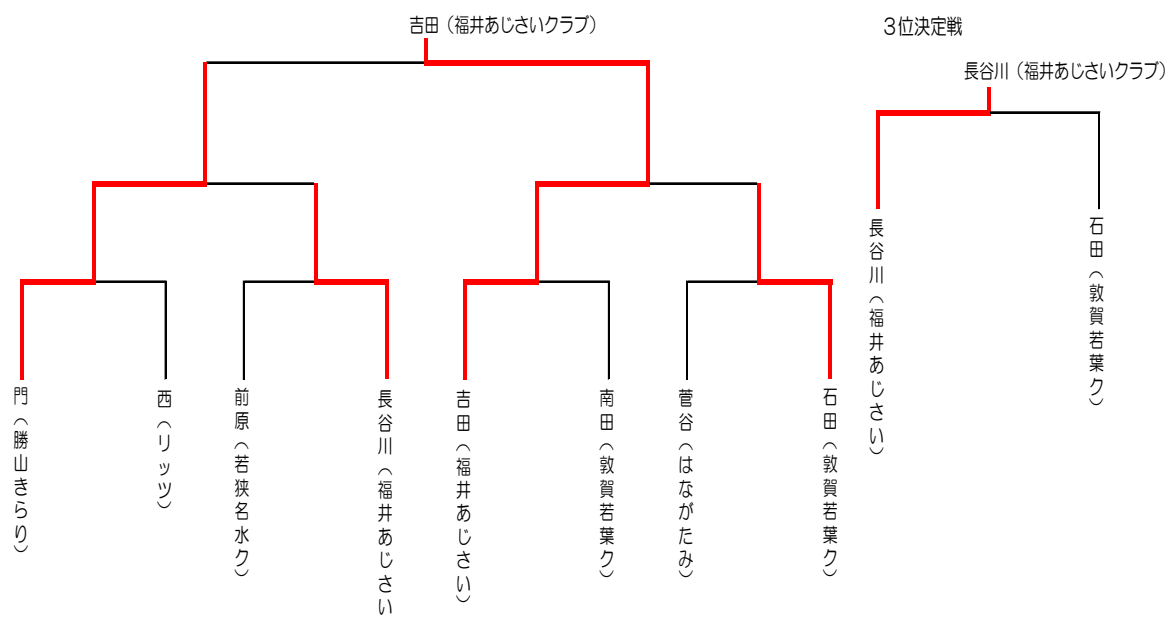 吉田（福井あじさいクラブ）
３位決定戦
長谷川（福井あじさいクラブ）
長谷川（福井あじさい）
石田（敦賀若葉ク）
門（勝山きらり）
西（リッツ）
前原（若狭名水ク）
長谷川（福井あじさい
吉田（福井あじさい）
南田（敦賀若葉ク）
菅谷（はながたみ）
石田（敦賀若葉ク）